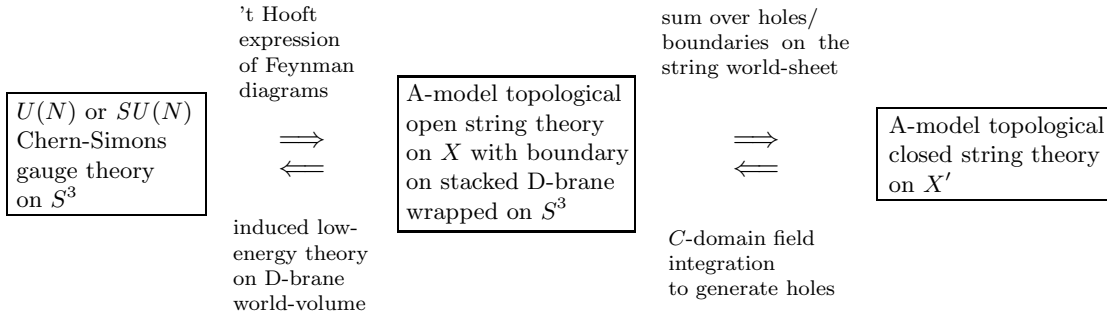 't Hooft
expression
of Feynman
diagrams
sum over holes/
boundaries on the
string world-sheet
U(N) or SU(N)
Chern-Simons
gauge theory
on S³
⟹
⟸
A-model topological
open string theory
on X with boundary
on stacked D-brane
wrapped on S³
⟹
⟸
A-model topological
closed string theory
on X′
induced low-
energy theory
on D-brane
world-volume
C-domain field
integration
to generate holes